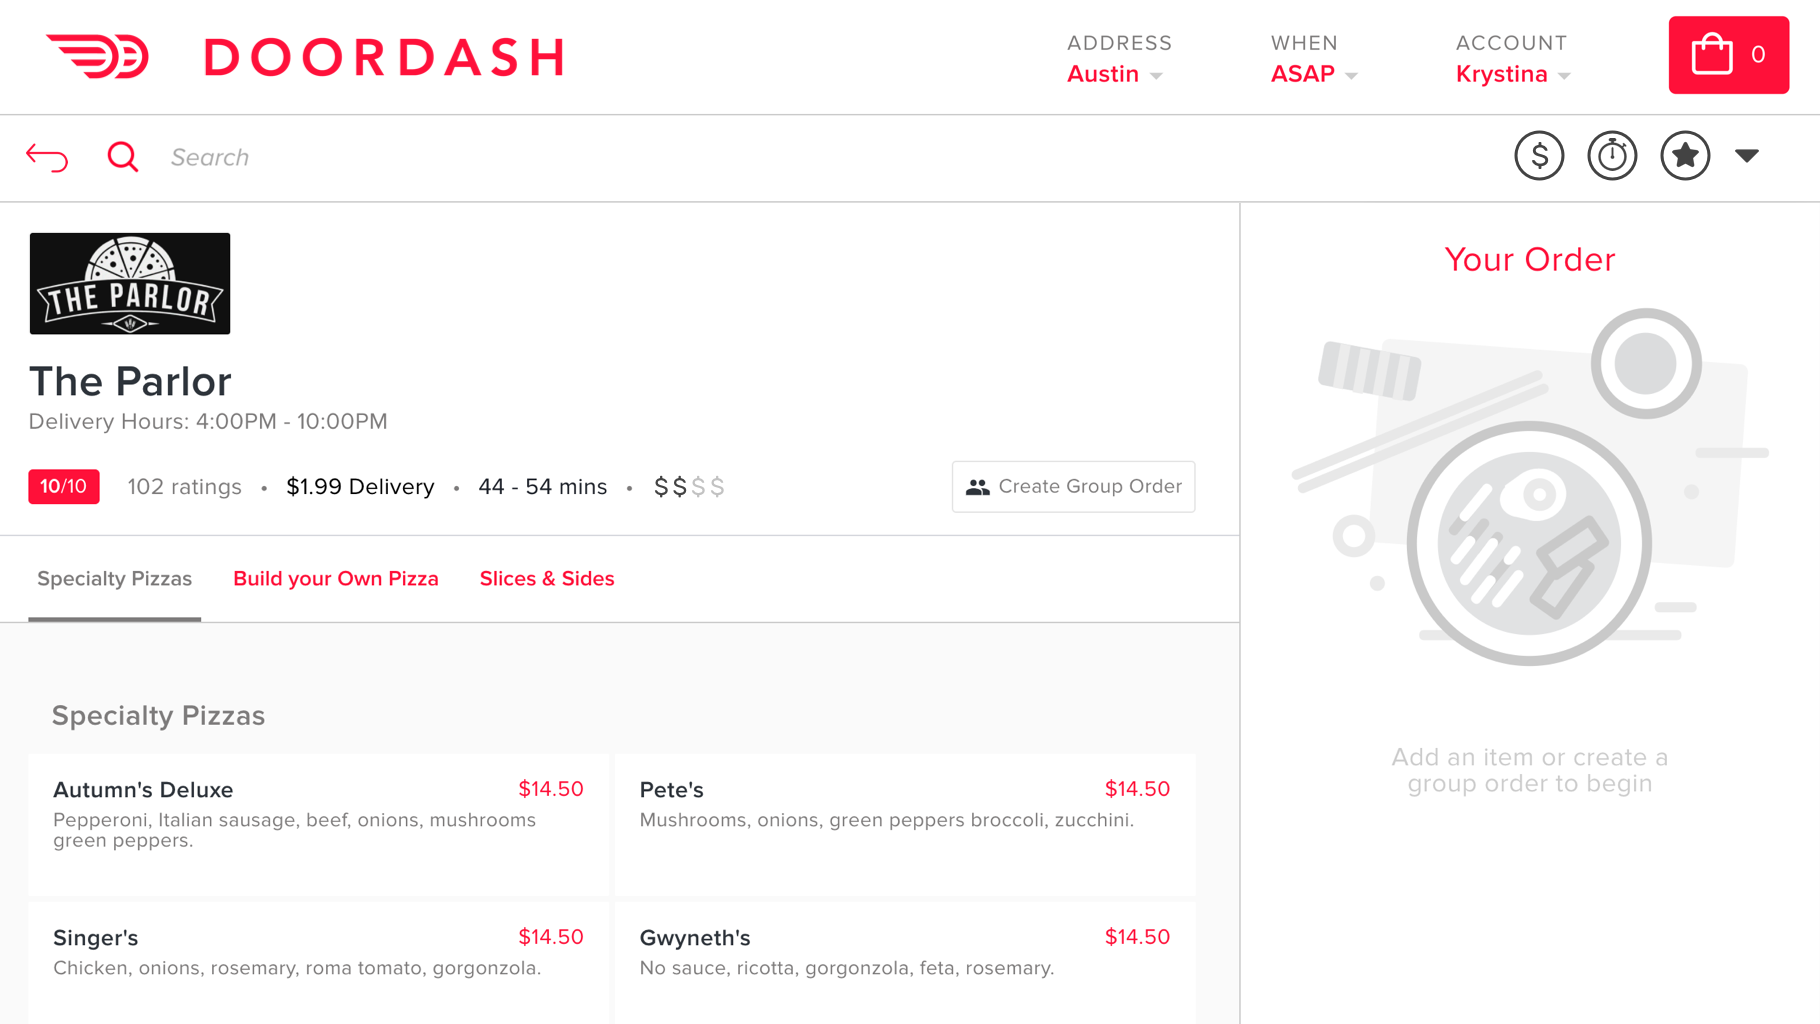 DOORDASH
ADDRESS
Austin
WHEN
ASAP
ACCOUNT
Krystina
0
Search
$
THE PARLOR
The Parlor
Delivery Hours: 4:00PM - 10:00PM
10/10 102 ratings • $1.99 Delivery • 44 - 54 mins • $$$$
Create Group Order
Specialty Pizzas
Build your Own Pizza
Slices & Sides
Specialty Pizzas
Autumn's Deluxe $14.50
Pepperoni, Italian sausage, beef, onions, mushrooms
green peppers.
Pete's $14.50
Mushrooms, onions, green peppers broccoli, zucchini.
Singer's $14.50
Chicken, onions, rosemary, roma tomato, gorgonzola.
Gwyneth's $14.50
No sauce, ricotta, gorgonzola, feta, rosemary.
Your Order
Add an item or create a
group order to begin